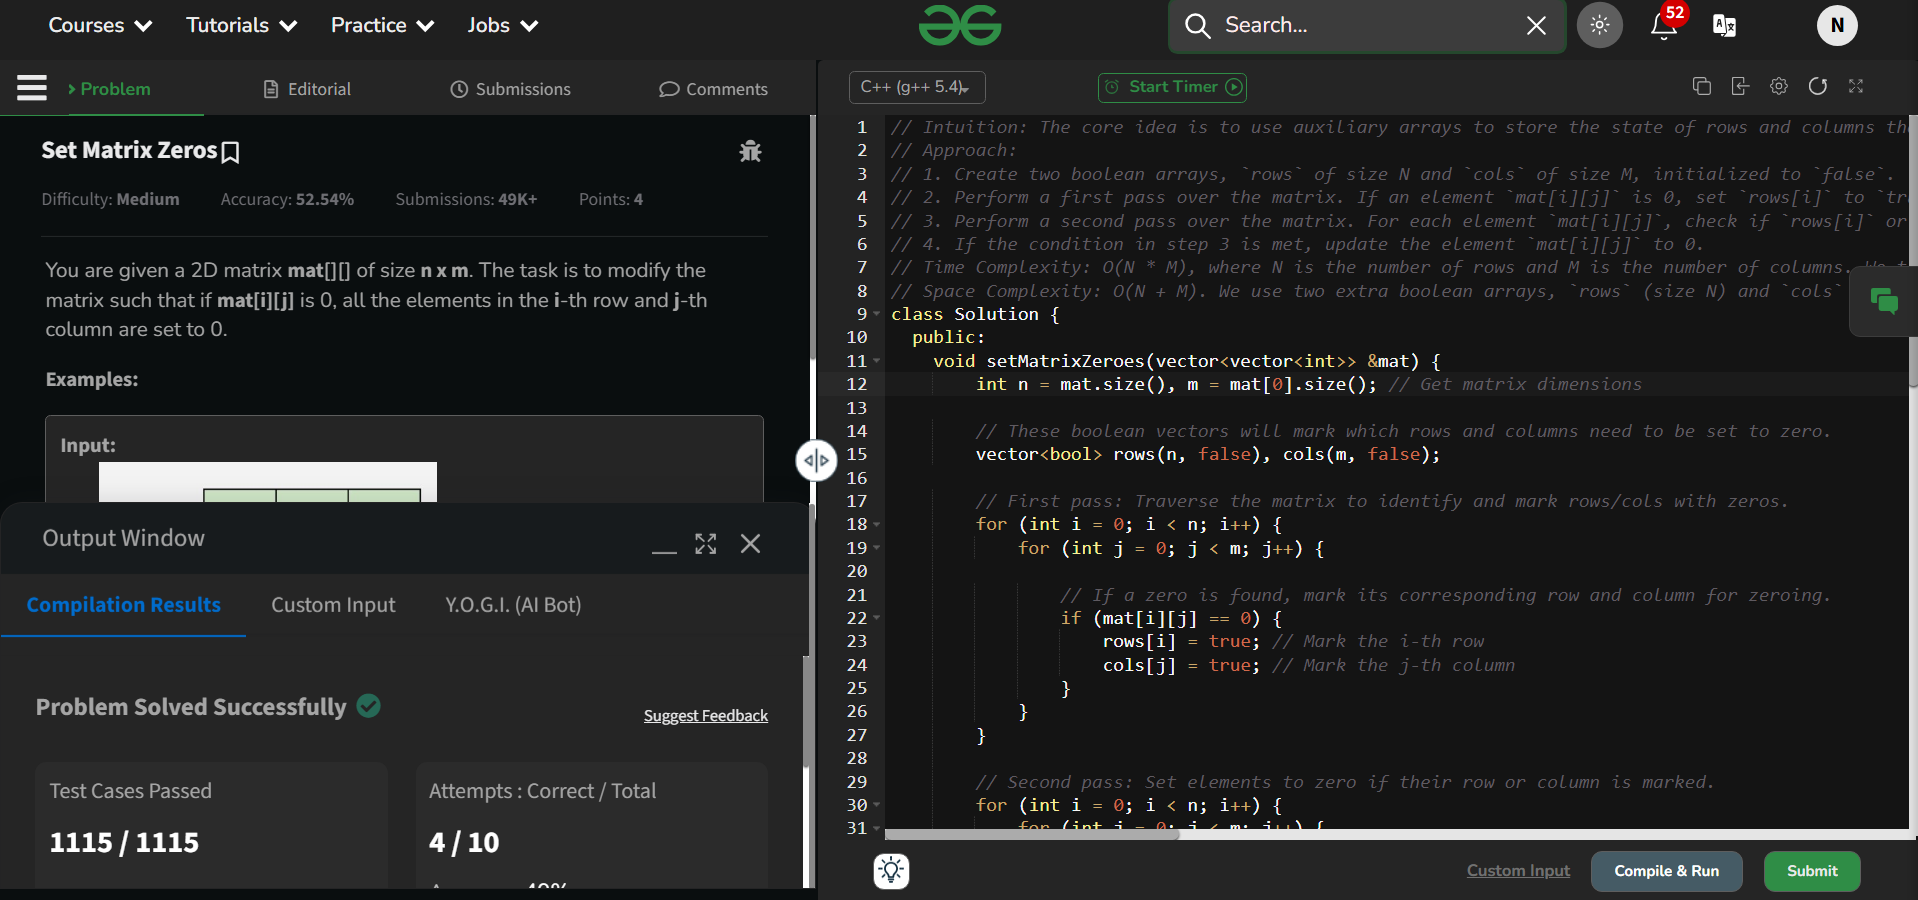 Courses
Tutorials
Practice
Jobs
Search...
52
N
Problem
Editorial
Submissions
Comments
Set Matrix Zeros
Difficulty: Medium
Accuracy: 52.54%
Submissions: 49K+
Points: 4
You are given a 2D matrix mat[][] of size n x m. The task is to modify the
matrix such that if mat[i][j] is 0, all the elements in the i-th row and j-th
column are set to 0.
Examples:
Input:
Output Window
Compilation Results
Custom Input
Y.O.G.I. (AI Bot)
Problem Solved Successfully
Suggest Feedback
Test Cases Passed
1115 / 1115
Attempts : Correct / Total
4 / 10
C++ (g++ 5.4)
Start Timer
1 // Intuition: The core idea is to use auxiliary arrays to store the state of rows and columns
2 // Approach:
3 // 1. Create two boolean arrays, `rows` of size N and `cols` of size M, initialized to `false`.
4 // 2. Perform a first pass over the matrix. If an element `mat[i][j]` is 0, set `rows[i]` to
5 // 3. Perform a second pass over the matrix. For each element `mat[i][j]`, check if `rows[i]` or
6 // 4. If the condition in step 3 is met, update the element `mat[i][j]` to 0.
7 // Time Complexity: O(N * M), where N is the number of rows and M is the number of columns.
8 // Space Complexity: O(N + M). We use two extra boolean arrays, `rows` (size N) and `cols`
9 class Solution {
10 public:
11 void setMatrixZeroes(vector<vector<int>> &mat) {
12 int n = mat.size(), m = mat[0].size(); // Get matrix dimensions
13
14 // These boolean vectors will mark which rows and columns need to be set to zero.
15 vector<bool> rows(n, false), cols(m, false);
16
17 // First pass: Traverse the matrix to identify and mark rows/cols with zeros.
18 for (int i = 0; i < n; i++) {
19 for (int j = 0; j < m; j++) {
20
21 // If a zero is found, mark its corresponding row and column for zeroing.
22 if (mat[i][j] == 0) {
23 rows[i] = true; // Mark the i-th row
24 cols[j] = true; // Mark the j-th column
25 }
26 }
27 }
28
29 // Second pass: Set elements to zero if their row or column is marked.
30 for (int i = 0; i < n; i++) {
31 for (int j = 0; j < m; j++) {
Custom Input
Compile & Run
Submit